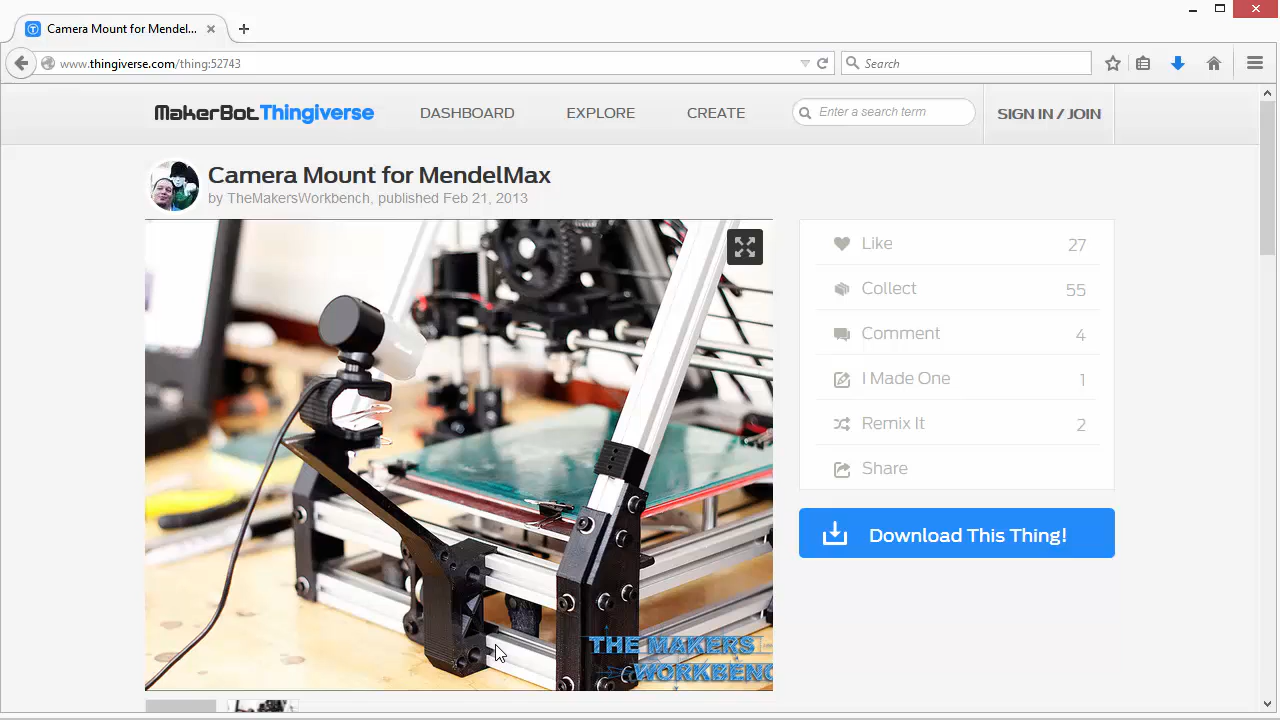 Camera Mount for Mendel...
www.thingiverse.com/thing:52743
Search
MakerBot Thingiverse
DASHBOARD
EXPLORE
CREATE
Enter a search term
SIGN IN / JOIN
Camera Mount for MendelMax
by TheMakersWorkbench, published Feb 21, 2013
Like 27
Collect 55
Comment 4
I Made One 1
Remix It 2
Share
Download This Thing!
THE MAKERS
WORKBENC